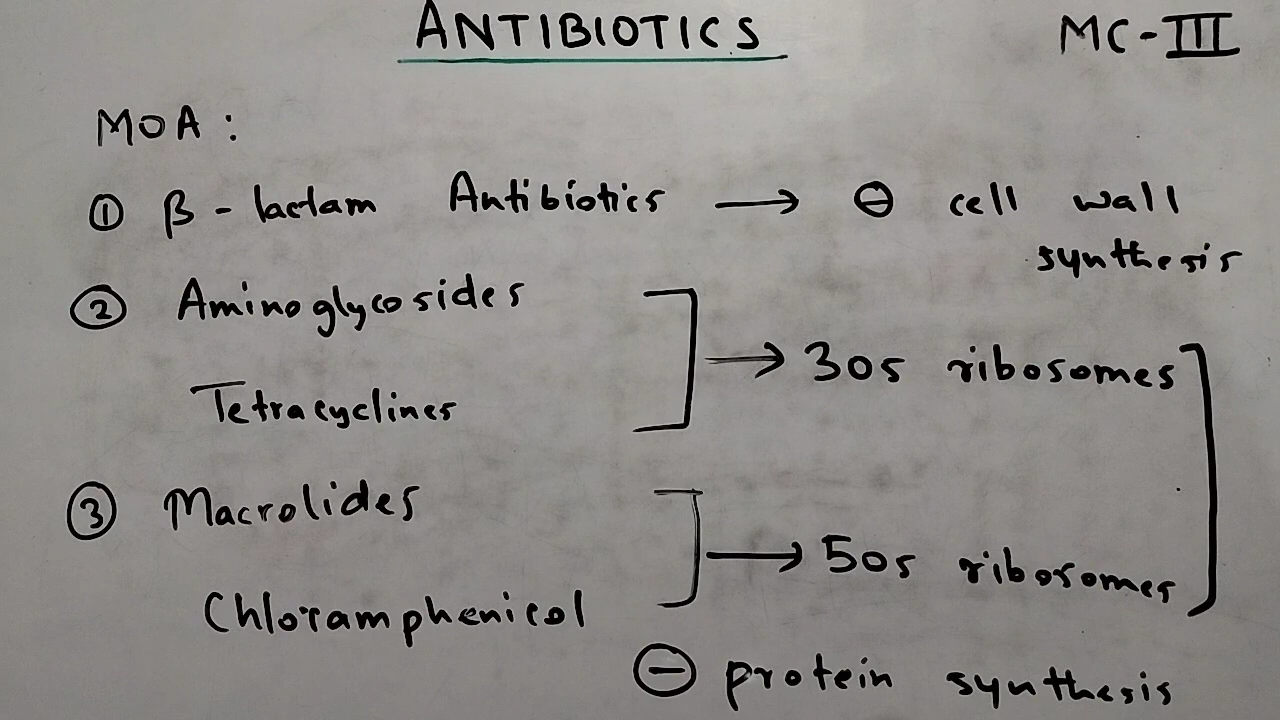 ANTIBIOTICS MC-III
MOA :
① β-lactam Antibiotics → ⊖ cell wall
synthesis
② Aminoglycosides
Tetracyclines
→ 30s ribosomes
③ Macrolides
Chloramphenicol
→ 50s ribosomes
⊖ protein synthesis